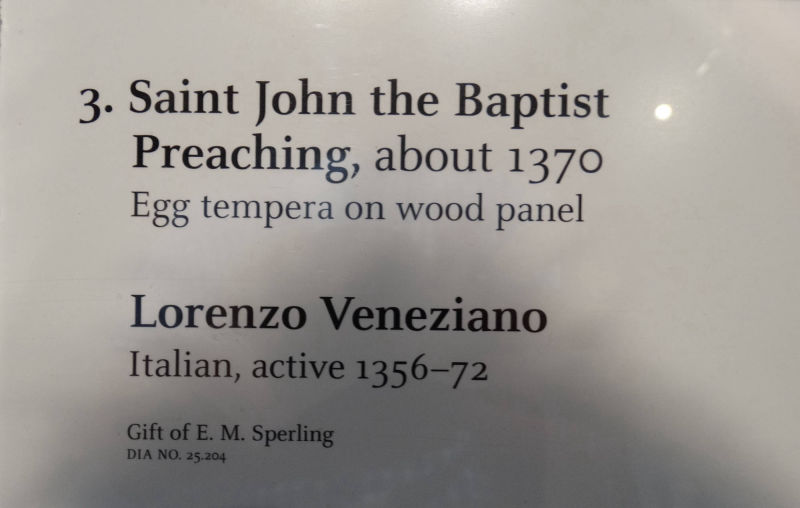 3. Saint John the Baptist
Preaching, about 1370
Egg tempera on wood panel
Lorenzo Veneziano
Italian, active 1356–72
Gift of E. M. Sperling
DIA NO. 25.204